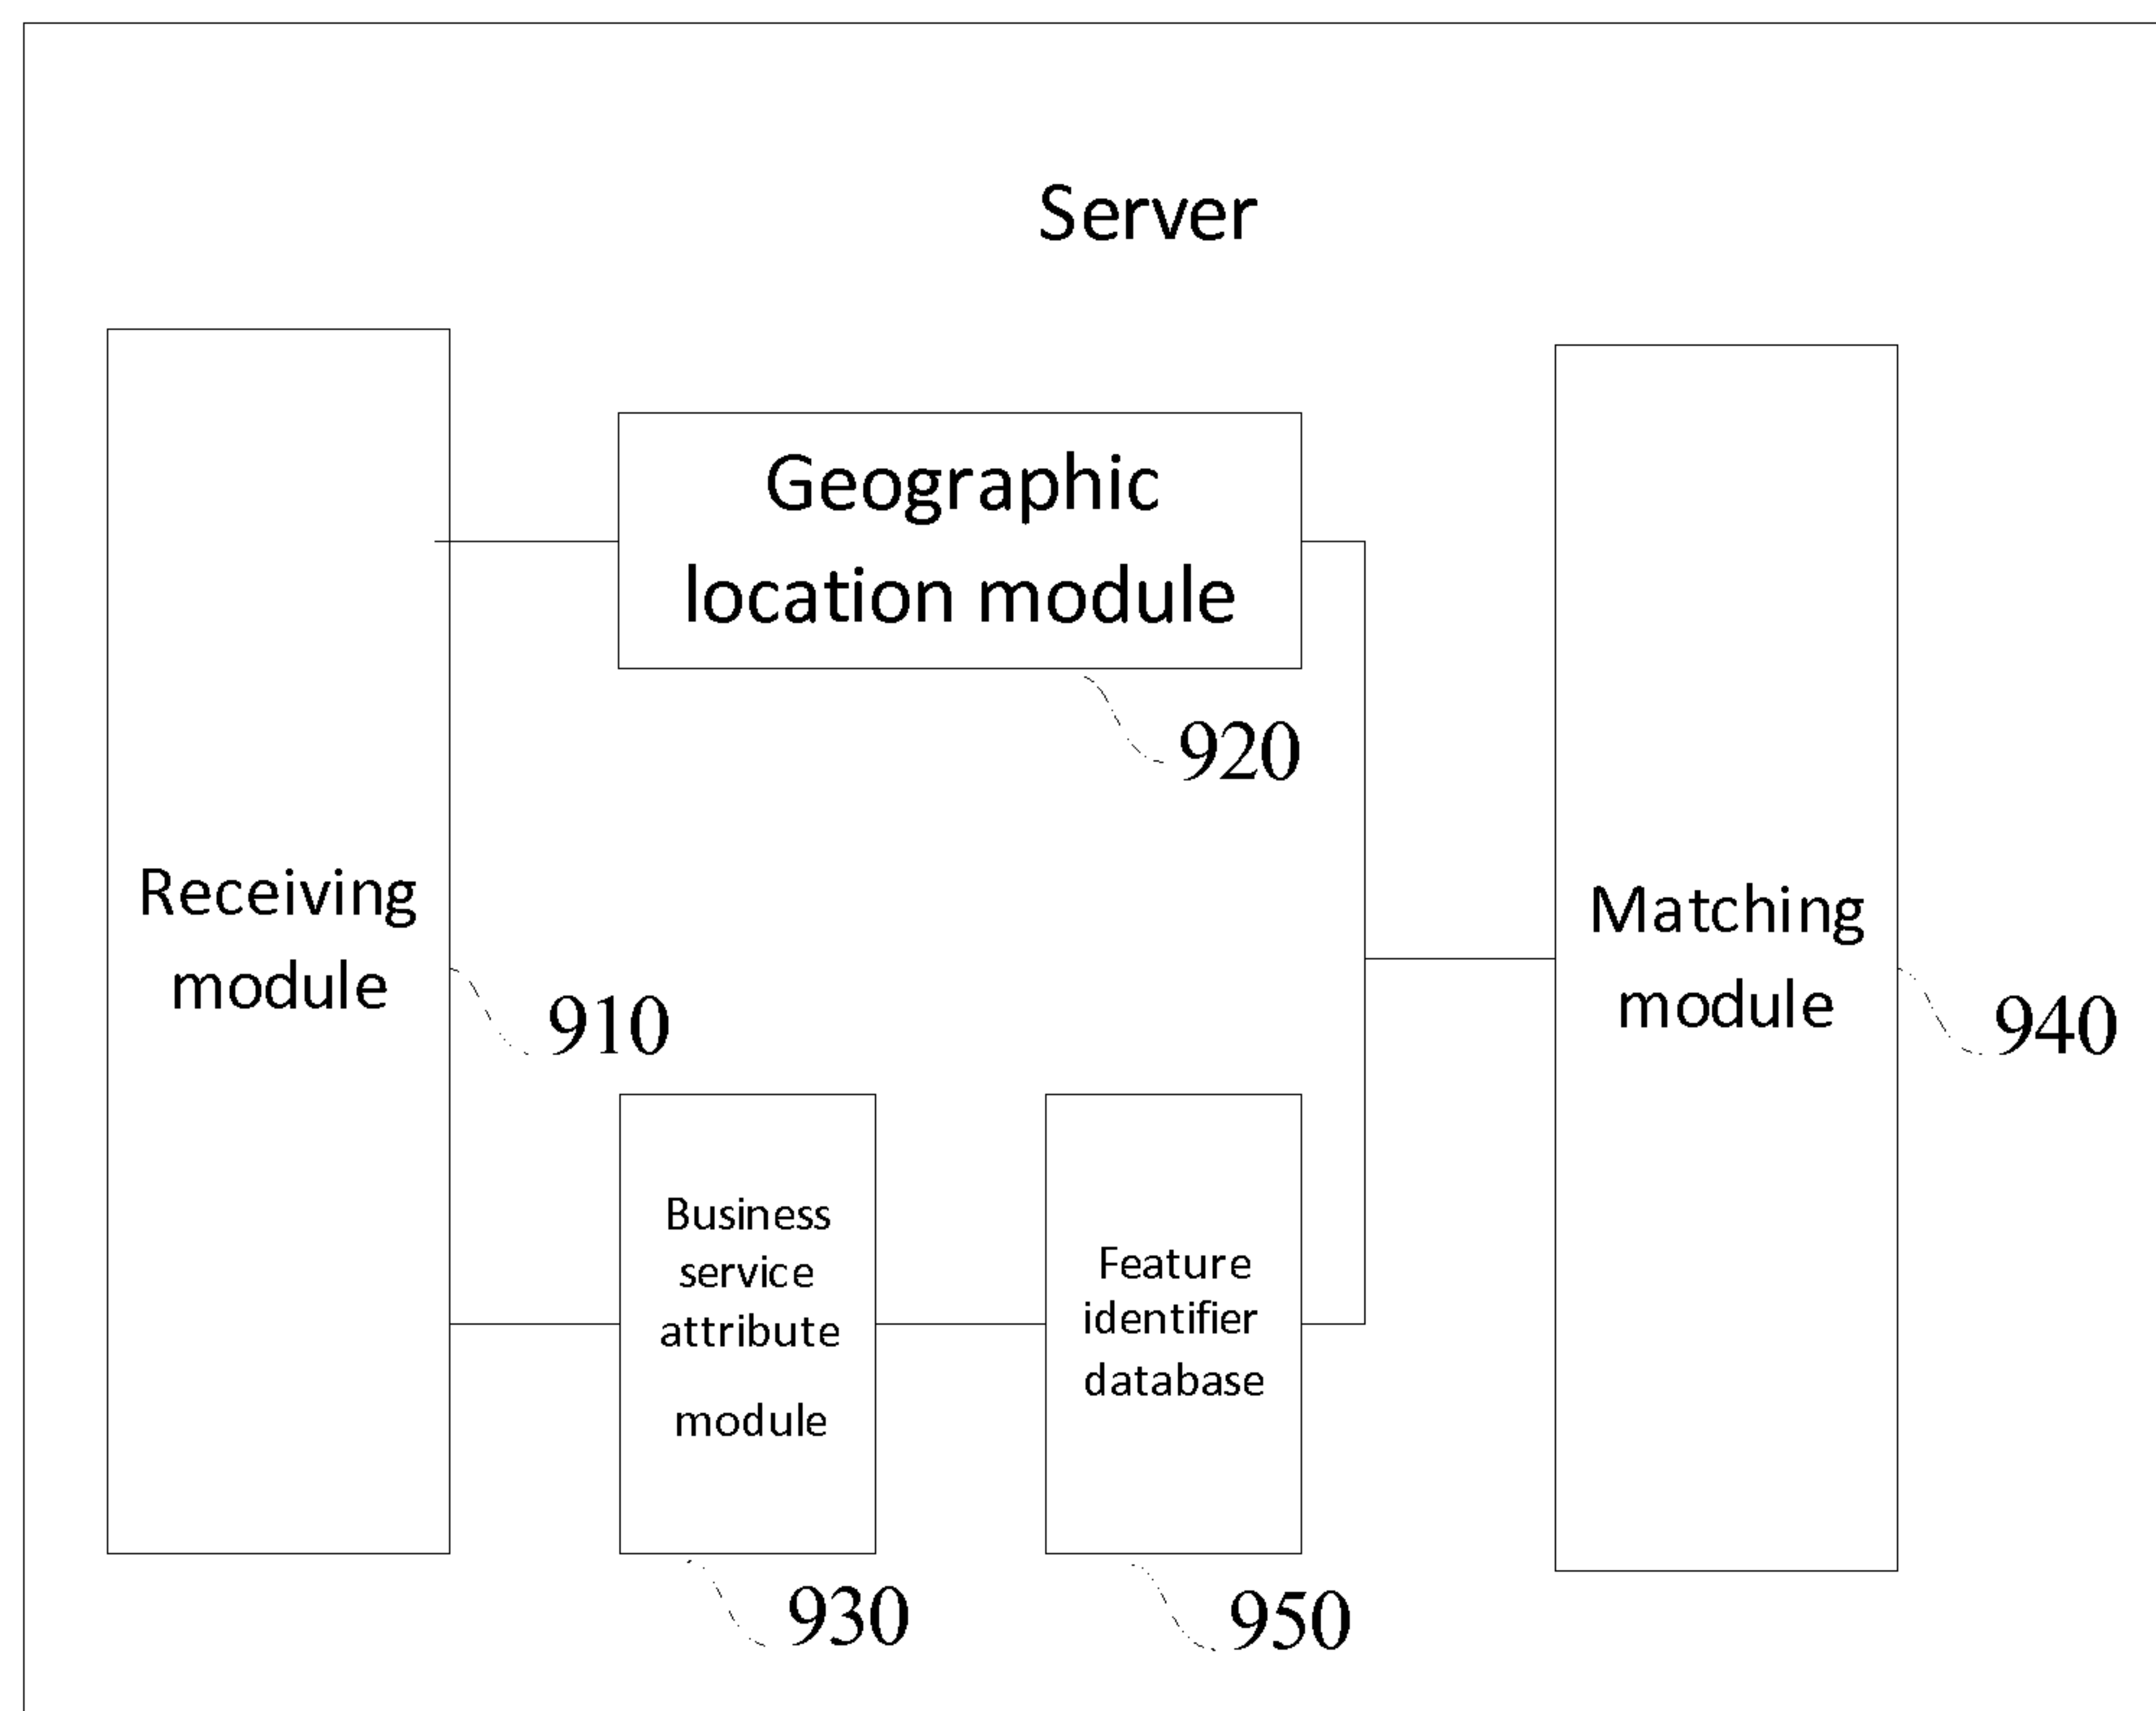 Server
Geographic
location module
920
Receiving
module
910
Matching
module
940
Business
service
attribute
module
930
Feature
identifier
database
950